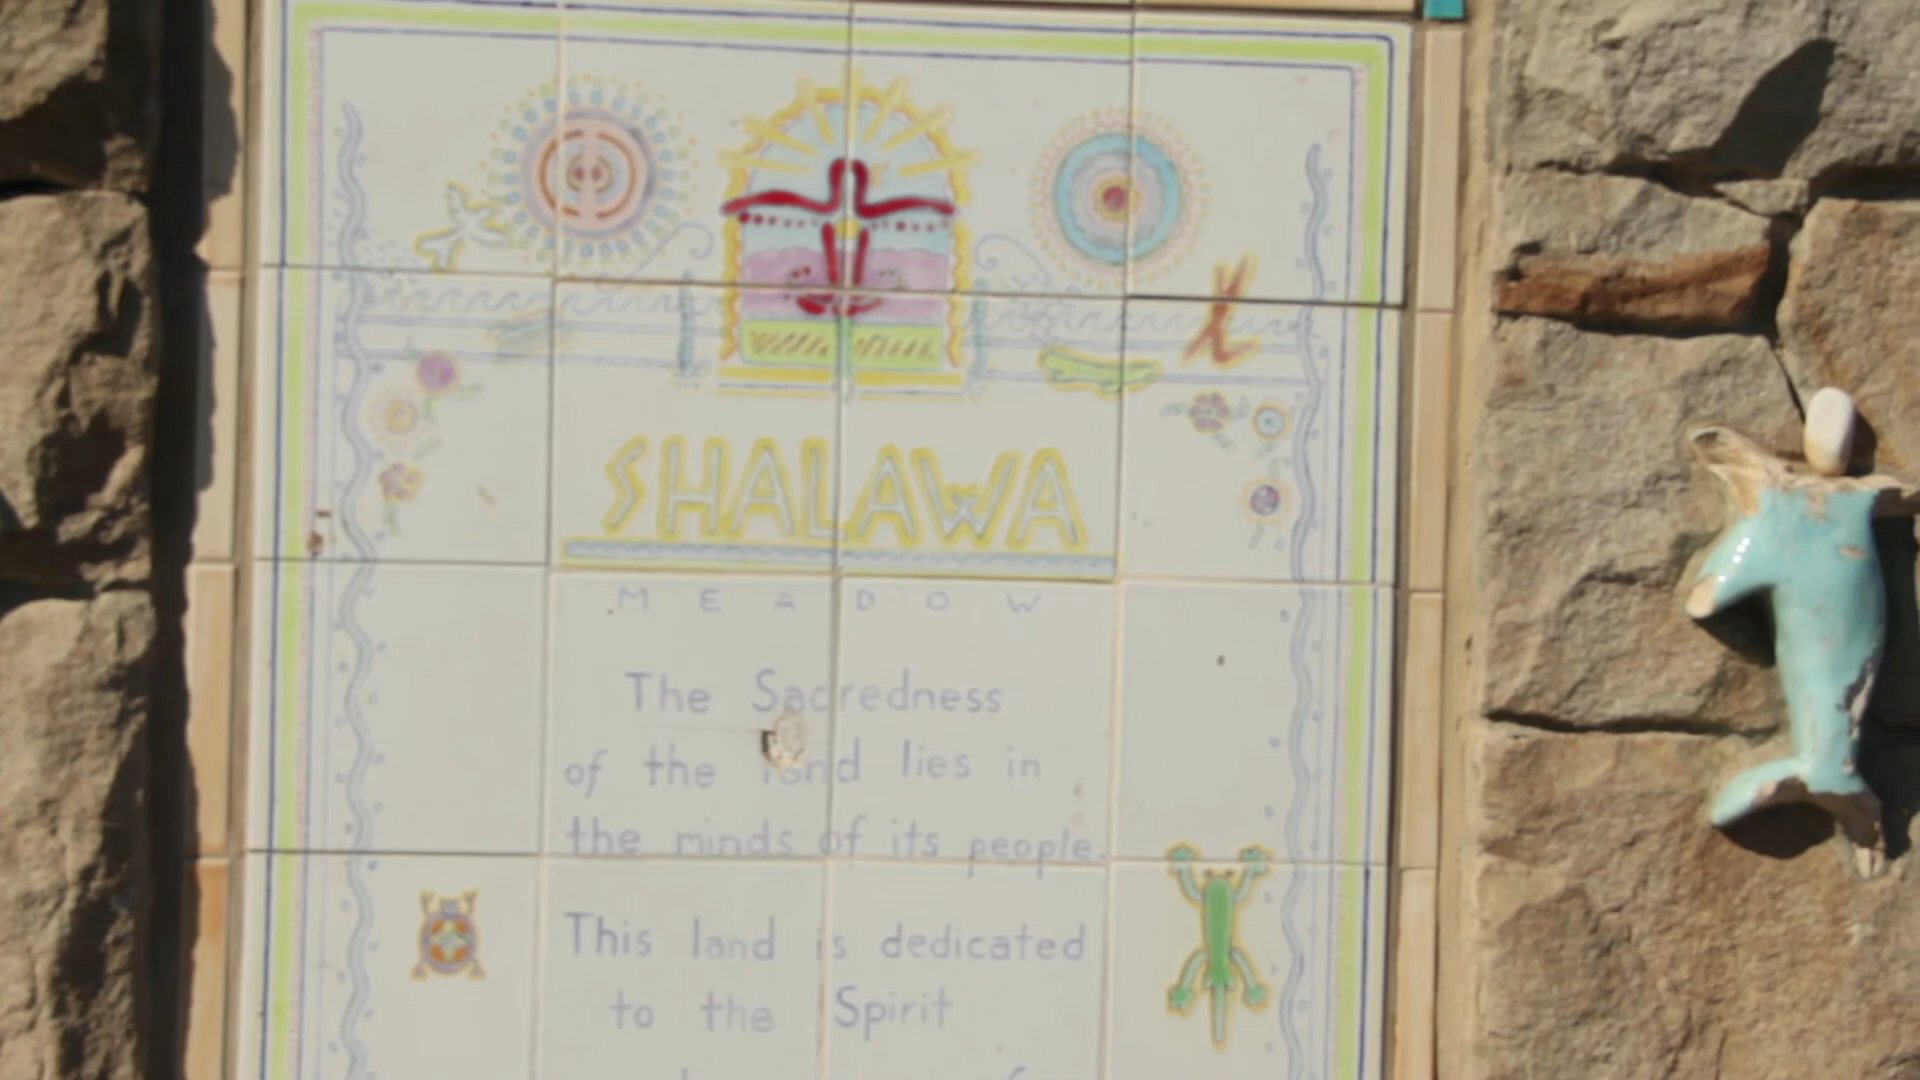 SHALAWA
MEADOW
The Sacredness
of the land lies in
the minds of its people.
This land is dedicated
to the Spirit